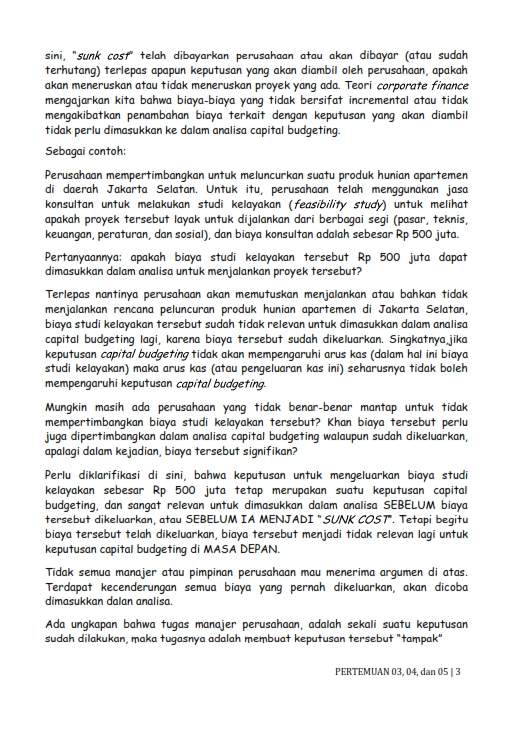 sini, "sunk cost" telah dibayarkan perusahaan atau akan dibayar (atau sudah
terhutang) terlepas apapun keputusan yang akan diambil oleh perusahaan, apakah
akan meneruskan atau tidak meneruskan proyek yang ada. Teori corporate finance
mengajarkan kita bahwa biaya-biaya yang tidak bersifat incremental atau tidak
mengakibatkan penambahan biaya terkait dengan keputusan yang akan diambil
tidak perlu dimasukkan ke dalam analisa capital budgeting.
Sebagai contoh:
Perusahaan mempertimbangkan untuk meluncurkan suatu produk hunian apartemen
di daerah Jakarta Selatan. Untuk itu, perusahaan telah menggunakan jasa
konsultan untuk melakukan studi kelayakan (feasibility study) untuk melihat
apakah proyek tersebut layak untuk dijalankan dari berbagai segi (pasar, teknis,
keuangan, peraturan, dan sosial), dan biaya konsultan adalah sebesar Rp 500 juta.
Pertanyaannya: apakah biaya studi kelayakan tersebut Rp 500 juta dapat
dimasukkan dalam analisa untuk menjalankan proyek tersebut?
Terlepas nantinya perusahaan akan memutuskan menjalankan atau bahkan tidak
menjalankan rencana peluncuran produk hunian apartemen di Jakarta Selatan,
biaya studi kelayakan tersebut sudah tidak relevan untuk dimasukkan dalam analisa
capital budgeting lagi, karena biaya tersebut sudah dikeluarkan. Singkatnya,jika
keputusan capital budgeting tidak akan mempengaruhi arus kas (dalam hal ini biaya
studi kelayakan) maka arus kas (atau pengeluaran kas ini) seharusnya tidak boleh
mempengaruhi keputusan capital budgeting.
Mungkin masih ada perusahaan yang tidak benar-benar mantap untuk tidak
mempertimbangkan biaya studi kelayakan tersebut? Khan biaya tersebut perlu
juga dipertimbangkan dalam analisa capital budgeting walaupun sudah dikeluarkan,
apalagi dalam kejadian, biaya tersebut signifikan?
Perlu diklarifikasi di sini, bahwa keputusan untuk mengeluarkan biaya studi
kelayakan sebesar Rp 500 juta tetap merupakan suatu keputusan capital
budgeting, dan sangat relevan untuk dimasukkan dalam analisis SEBELUM biaya
tersebut dikeluarkan, atau SEBELUM IA MENJADI "SUNK COST". Tetapi begitu
biaya tersebut telah dikeluarkan, biaya tersebut menjadi tidak relevan lagi untuk
keputusan capital budgeting di MASA DEPAN.
Tidak semua manajer atau pimpinan perusahaan mau menerima argumen di atas.
Terdapat kecenderungan semua biaya yang pernah dikeluarkan, akan dicoba
dimasukkan dalan analisa.
Ada ungkapan bahwa tugas manajer perusahaan, adalah sekali suatu keputusan
sudah dilakukan, maka tugasnya adalah membuat keputusan tersebut "tampak"
PERTEMUAN 03, 04, dan 05 | 3